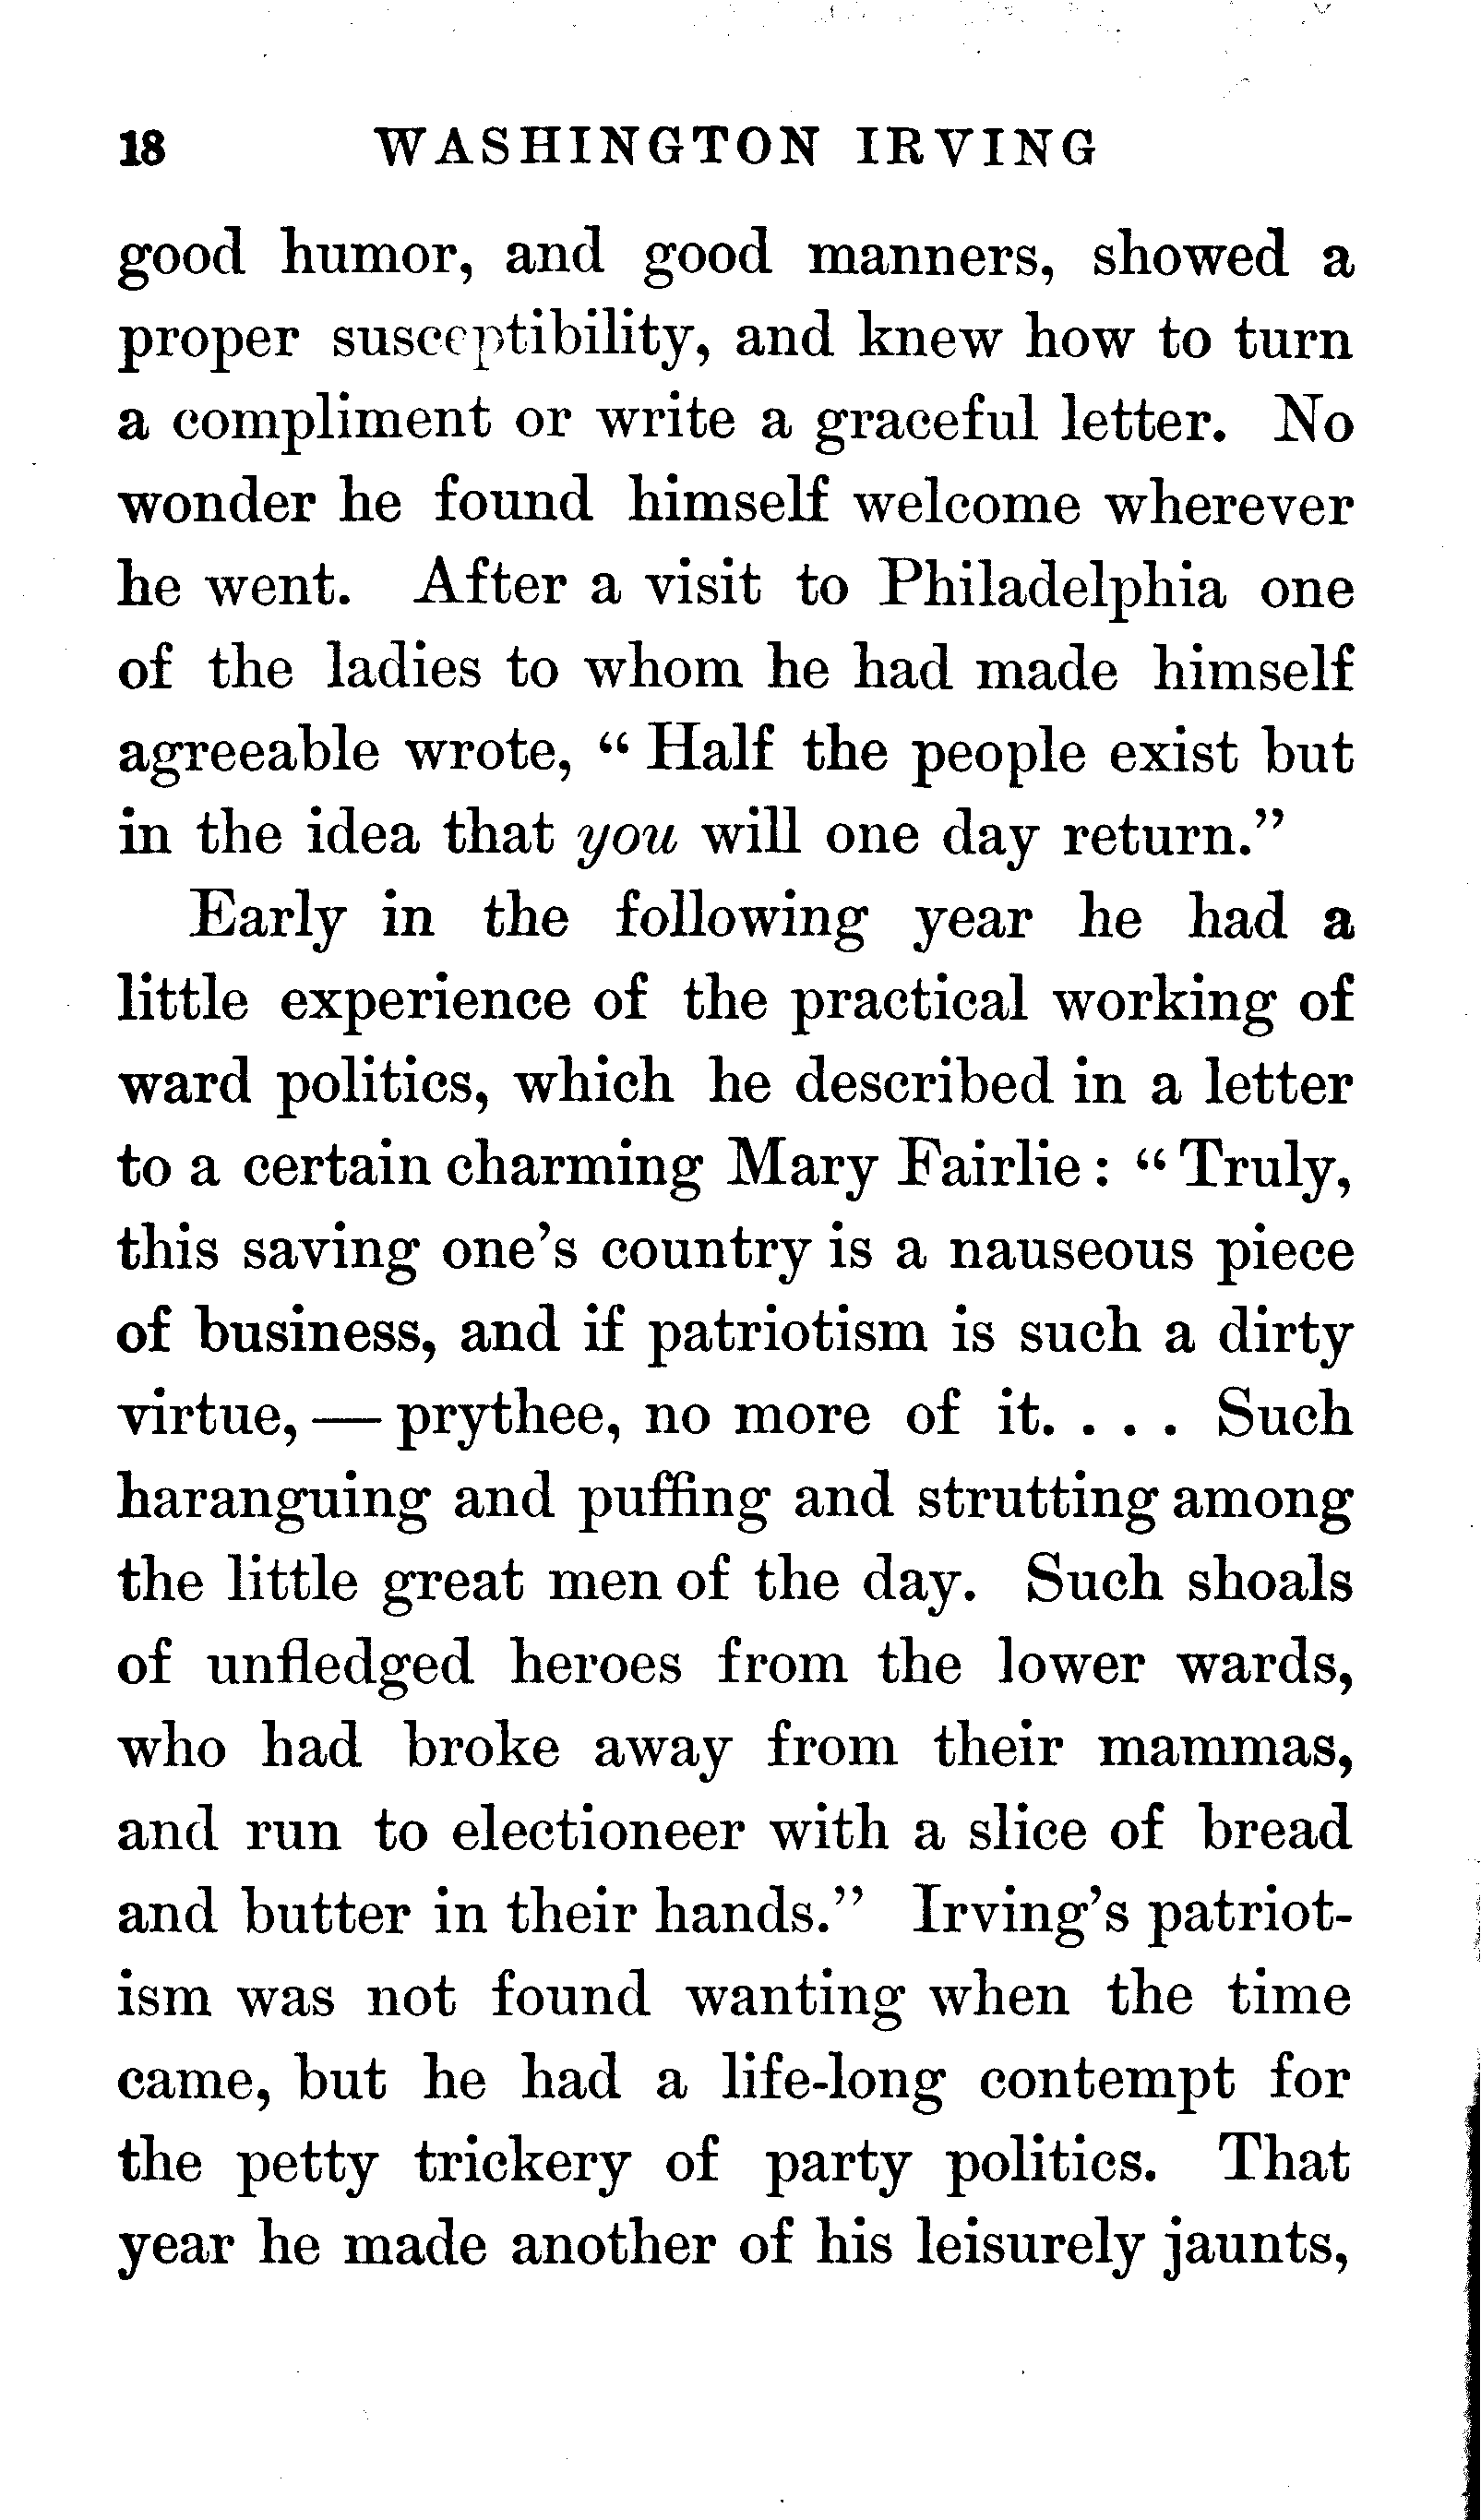 18 WASHINGTON IRVING
good humor, and good manners, showed a
proper susceptibility, and knew how to turn
a compliment or write a graceful letter. No
wonder he found himself welcome wherever
he went. After a visit to Philadelphia one
of the ladies to whom he had made himself
agreeable wrote, “ Half the people exist but
in the idea that you will one day return.”
Early in the following year he had a
little experience of the practical working of
ward politics, which he described in a letter
to a certain charming Mary Fairlie : “ Truly,
this saving one’s country is a nauseous piece
of business, and if patriotism is such a dirty
virtue, — prythee, no more of it. . . . Such
haranguing and puffing and strutting among
the little great men of the day. Such shoals
of unfledged heroes from the lower wards,
who had broke away from their mammas,
and run to electioneer with a slice of bread
and butter in their hands.” Irving’s patriot-
ism was not found wanting when the time
came, but he had a life-long contempt for
the petty trickery of party politics. That
year he made another of his leisurely jaunts,